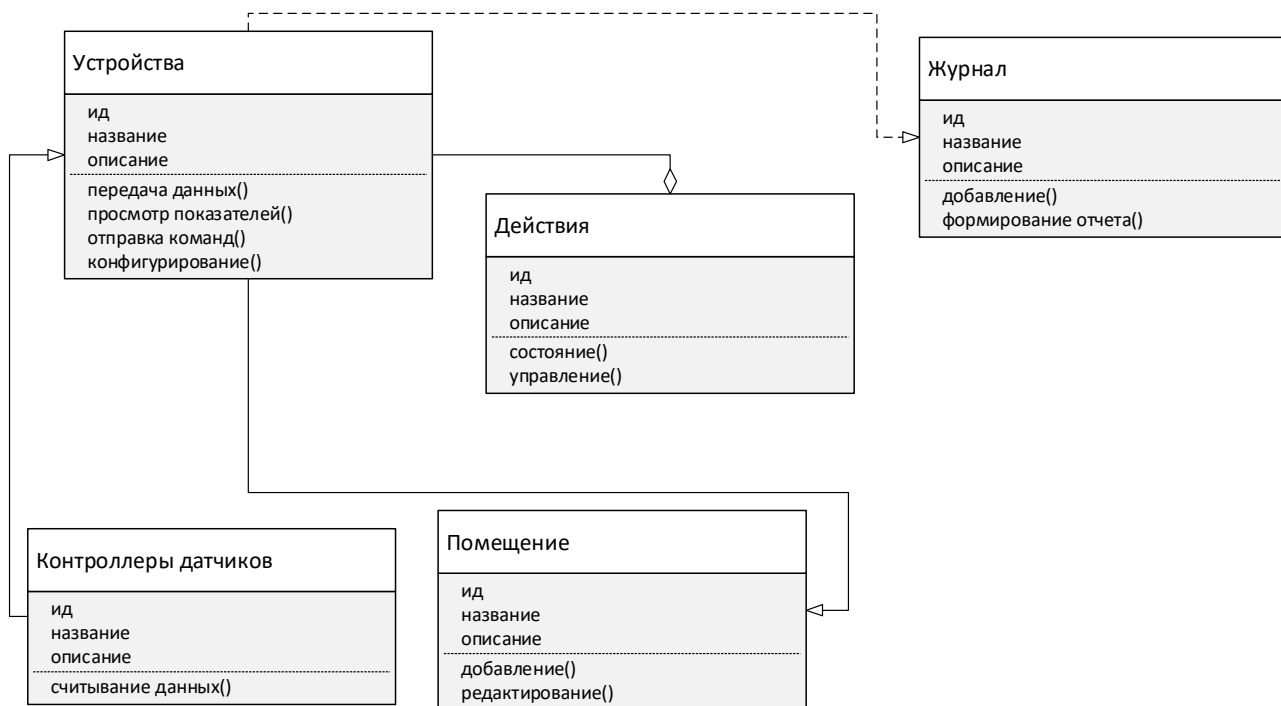 Устройства
ид
название
описание
передача данных()
просмотр показателей()
отправка команд()
конфигурирование()
Журнал
ид
название
описание
добавление()
формирование отчета()
Действия
ид
название
описание
состояние()
управление()
Контроллеры датчиков
ид
название
описание
считывание данных()
Помещение
ид
название
описание
добавление()
редактирование()